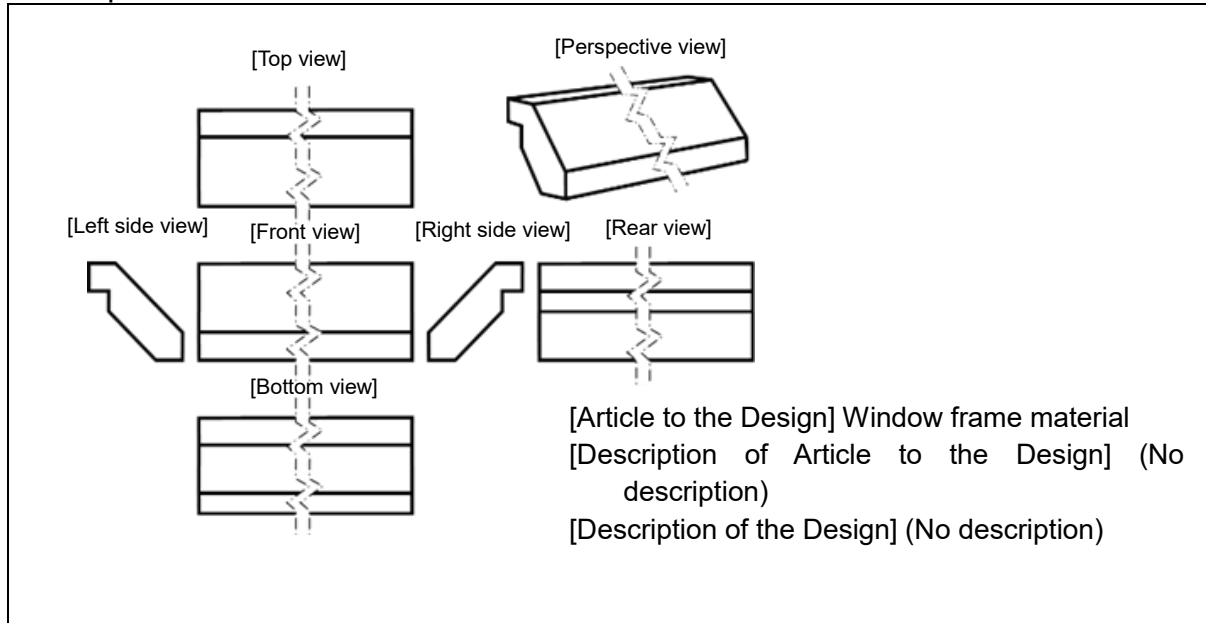 [Top view]
[Perspective view]
[Left side view]
[Front view]
[Right side view]
[Rear view]
[Bottom view]
[Article to the Design] Window frame material
[Description of Article to the Design] (No
description)
[Description of the Design] (No description)